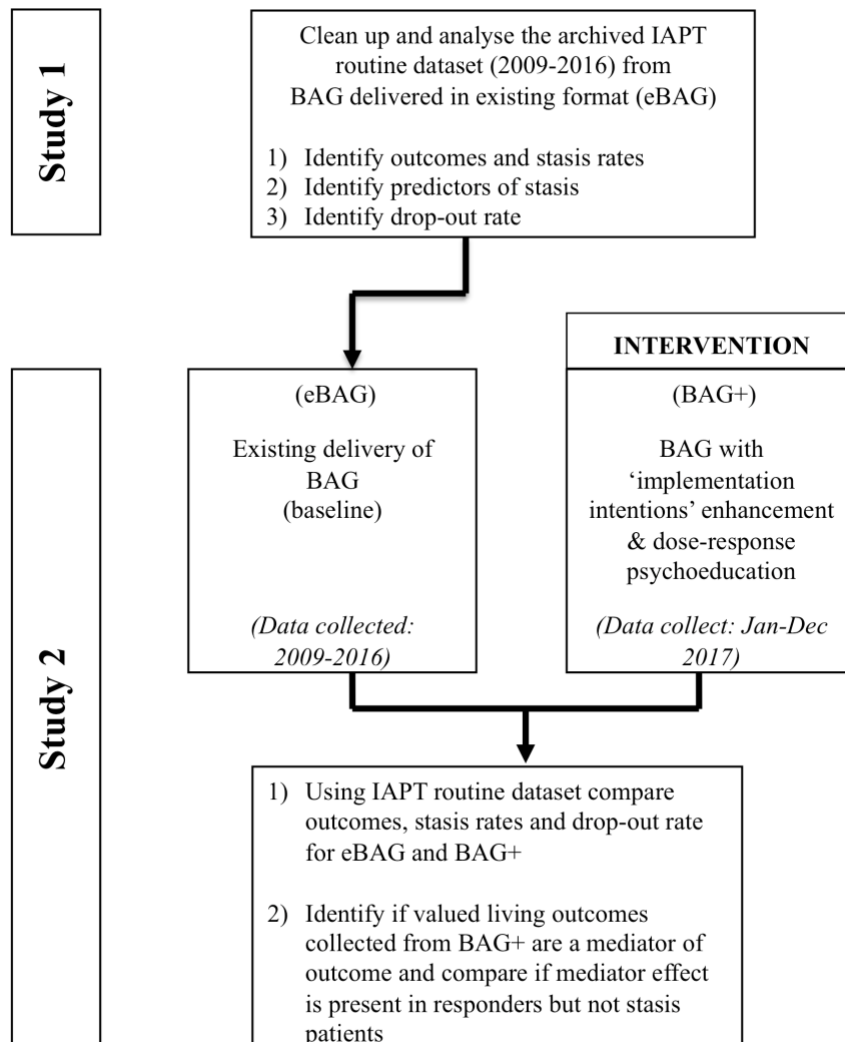 Study 1
Clean up and analyse the archived IAPT
routine dataset (2009-2016) from
BAG delivered in existing format (eBAG)
1) Identify outcomes and stasis rates
2) Identify predictors of stasis
3) Identify drop-out rate
Study 2
(eBAG)
Existing delivery of
BAG
(baseline)
(Data collected:
2009-2016)
INTERVENTION
(BAG+)
BAG with
‘implementation
intentions’ enhancement
& dose-response
psychoeducation
(Data collect: Jan-Dec
2017)
1) Using IAPT routine dataset compare
outcomes, stasis rates and drop-out rate
for eBAG and BAG+
2) Identify if valued living outcomes
collected from BAG+ are a mediator of
outcome and compare if mediator effect
is present in responders but not stasis
patients